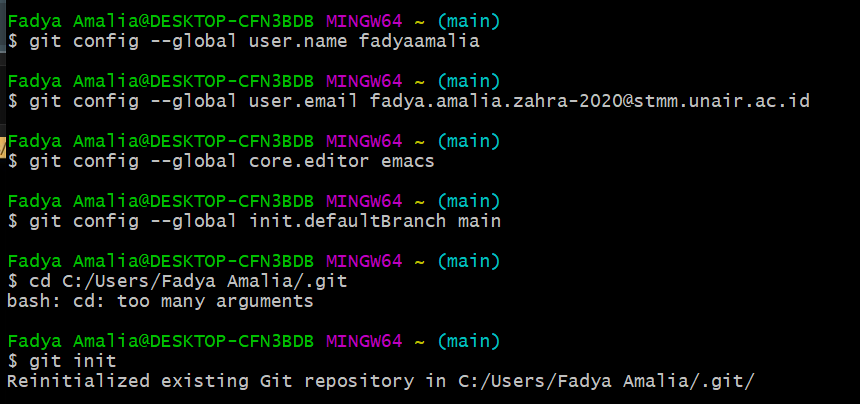 Fadya Amalia@DESKTOP-CFN3BDB MINGW64 ~ (main)
$ git config --global user.name fadyaamalia
Fadya Amalia@DESKTOP-CFN3BDB MINGW64 ~ (main)
$ git config --global user.email fadya.amalia.zahra-2020@stmm.unair.ac.id
Fadya Amalia@DESKTOP-CFN3BDB MINGW64 ~ (main)
$ git config --global core.editor emacs
Fadya Amalia@DESKTOP-CFN3BDB MINGW64 ~ (main)
$ git config --global init.defaultBranch main
Fadya Amalia@DESKTOP-CFN3BDB MINGW64 ~ (main)
$ cd C:/Users/Fadya Amalia/.git
bash: cd: too many arguments
Fadya Amalia@DESKTOP-CFN3BDB MINGW64 ~ (main)
$ git init
Reinitialized existing Git repository in C:/Users/Fadya Amalia/.git/